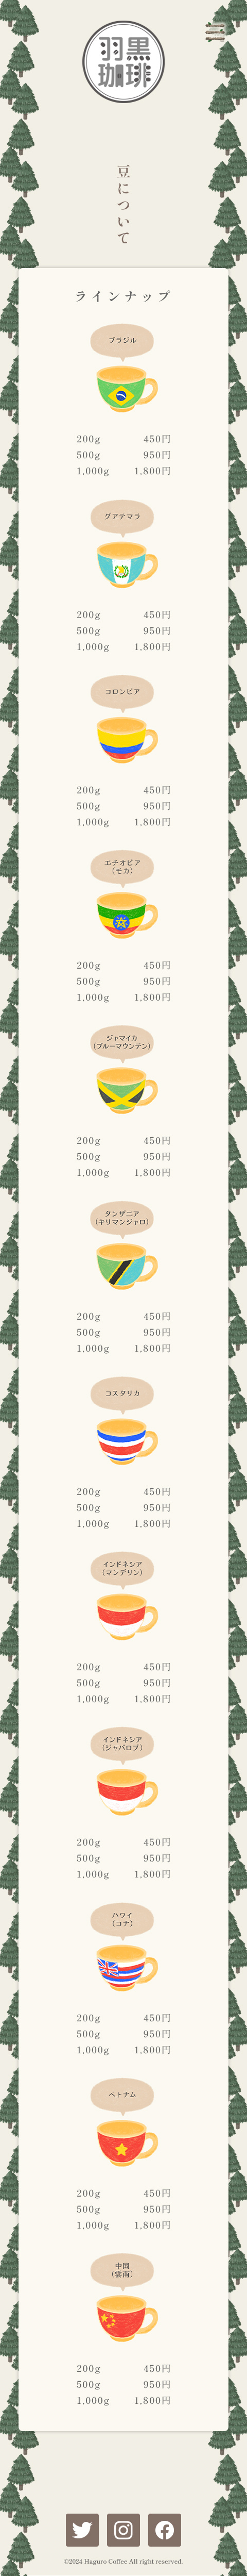 羽黒
珈琲
豆について
ラインナップ
ブラジル
200g 450円
500g 950円
1,000g 1,800円
グアテマラ
200g 450円
500g 950円
1,000g 1,800円
コロンビア
200g 450円
500g 950円
1,000g 1,800円
エチオピア
（モカ）
200g 450円
500g 950円
1,000g 1,800円
ジャマイカ
（ブルーマウンテン）
200g 450円
500g 950円
1,000g 1,800円
タンザニア
（キリマンジャロ）
200g 450円
500g 950円
1,000g 1,800円
コスタリカ
200g 450円
500g 950円
1,000g 1,800円
インドネシア
（マンデリン）
200g 450円
500g 950円
1,000g 1,800円
インドネシア
（ジャバロブ）
200g 450円
500g 950円
1,000g 1,800円
ハワイ
（コナ）
200g 450円
500g 950円
1,000g 1,800円
ベトナム
200g 450円
500g 950円
1,000g 1,800円
中国
（雲南）
200g 450円
500g 950円
1,000g 1,800円
©2024 Haguro Coffee All right reserved.